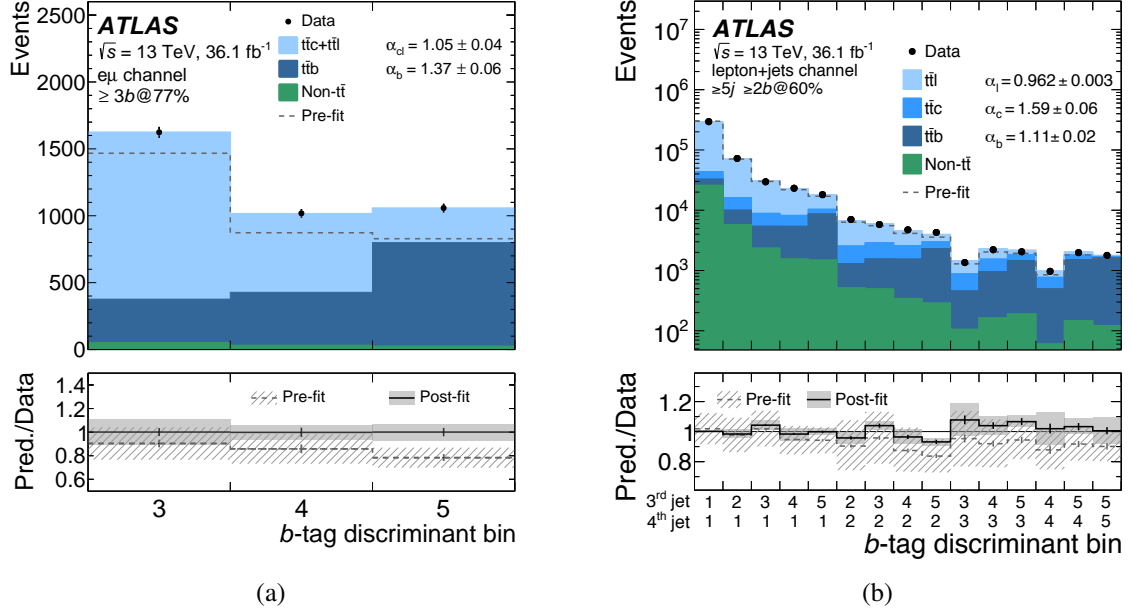 Events
3000
2500
2000
1500
1000
500
0
ATLAS
√s = 13 TeV, 36.1 fb⁻¹
eμ channel
≥ 3b@77%
Data
tt̄c+tt̄l
tt̄b
Non-tt̄
Pre-fit
α_cl = 1.05 ± 0.04
α_b = 1.37 ± 0.06
Pred./Data
1.4
1.2
1
0.8
0.6
Pre-fit
Post-fit
3 4 5
b-tag discriminant bin
(a)
Events
10⁷
10⁶
10⁵
10⁴
10³
10²
ATLAS
√s = 13 TeV, 36.1 fb⁻¹
lepton+jets channel
≥5j ≥2b@60%
Data
tt̄l
tt̄c
tt̄b
Non-tt̄
Pre-fit
α_l = 0.962 ± 0.003
α_c = 1.59 ± 0.06
α_b = 1.11± 0.02
Pred./Data
1.2
1
0.8
Pre-fit
Post-fit
3rd jet 1 2 3 4 5 2 3 4 5 3 4 5 4 5 5
4th jet 1 1 1 1 1 2 2 2 2 3 3 3 4 4 5
b-tag discriminant bin
(b)